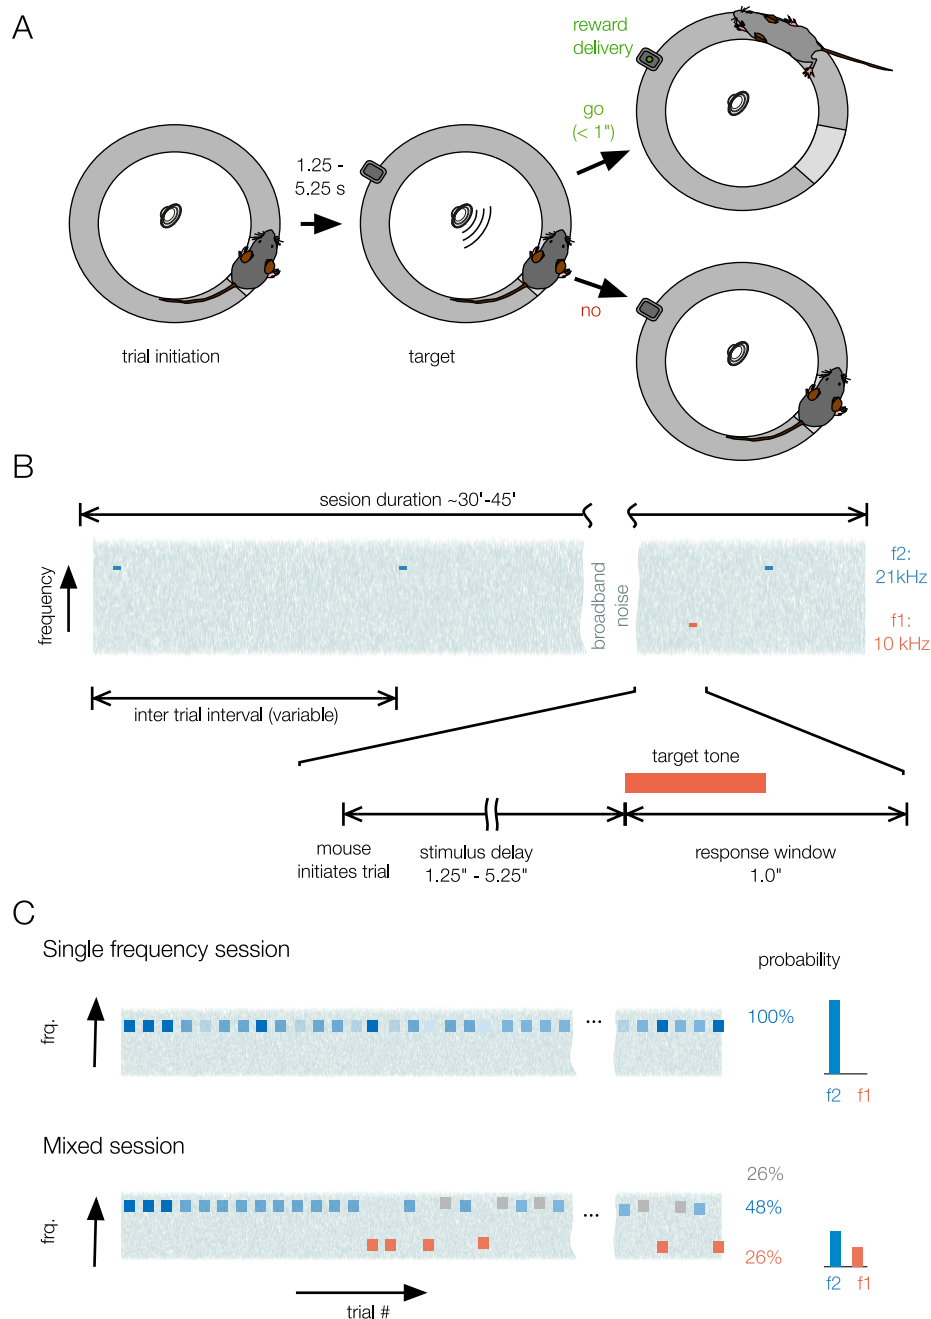 A
reward
delivery
go
(< 1")
1.25 -
5.25 s
no
trial initiation
target
B
sesion duration ~30'-45'
frequency
broadband
noise
f2:
21kHz
f1:
10 kHz
inter trial interval (variable)
target tone
mouse
initiates trial
stimulus delay
1.25" - 5.25"
response window
1.0"
C
Single frequency session
probability
frq.
...
100%
f2 f1
Mixed session
26%
frq.
...
48%
26%
f2 f1
trial #